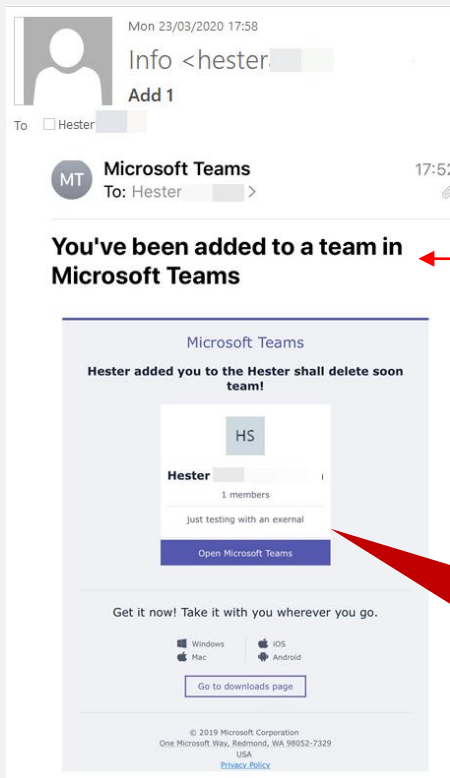 Mon 23/03/2020 17:58
Info <hester
Add 1
To Hester
MT
Microsoft Teams
17:52
To: Hester >
You've been added to a team in
Microsoft Teams
Microsoft Teams
Hester added you to the Hester shall delete soon
team!
HS
Hester
1 members
just testing with an exernal
Open Microsoft Teams
Get it now! Take it with you wherever you go.
Windows iOS
Mac Android
Go to downloads page
© 2019 Microsoft Corporation
One Microsoft Way, Redmond, WA 98052-7329
USA
Privacy Policy